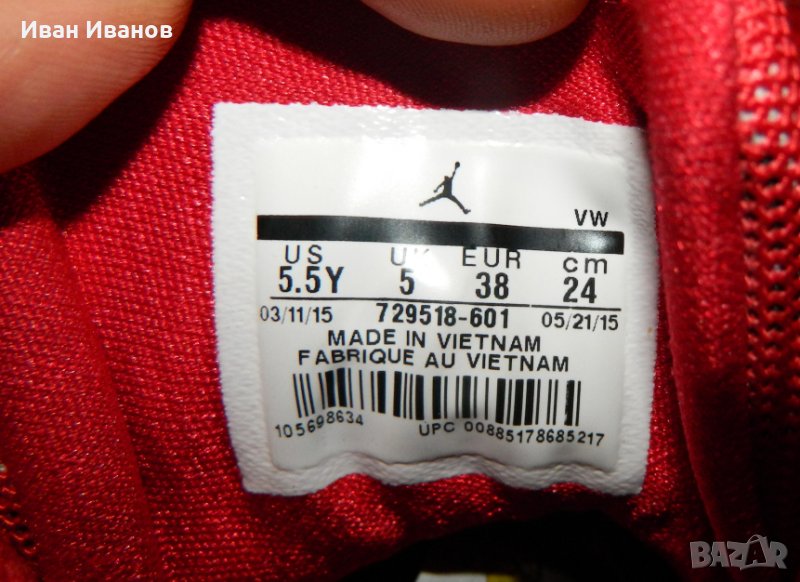 Иван Иванов
VW
US UK EUR cm
5.5Y 5 38 24
03/11/15 729518-601 05/21/15
MADE IN VIETNAM
FABRIQUE AU VIETNAM
105698634 UPC 00885178685217
BAZAR